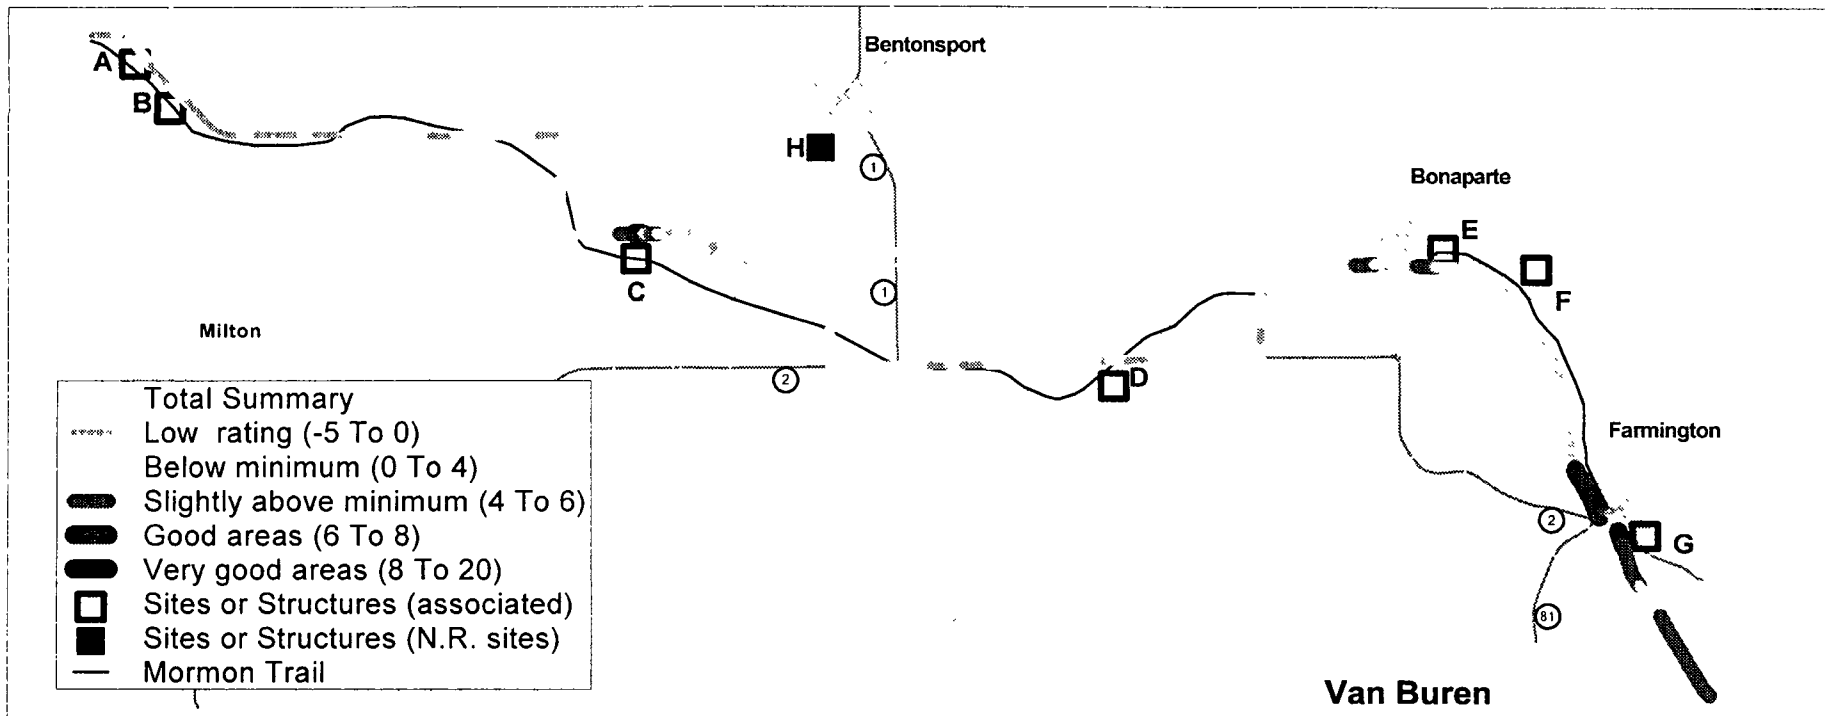 Bentonsport
A
B
H
1
Bonaparte
E
F
C
1
Milton
2
D
Farmington
Total Summary
Low rating (-5 To 0)
Below minimum (0 To 4)
Slightly above minimum (4 To 6)
Good areas (6 To 8)
Very good areas (8 To 20)
Sites or Structures (associated)
Sites or Structures (N.R. sites)
Mormon Trail
2
G
81
Van Buren